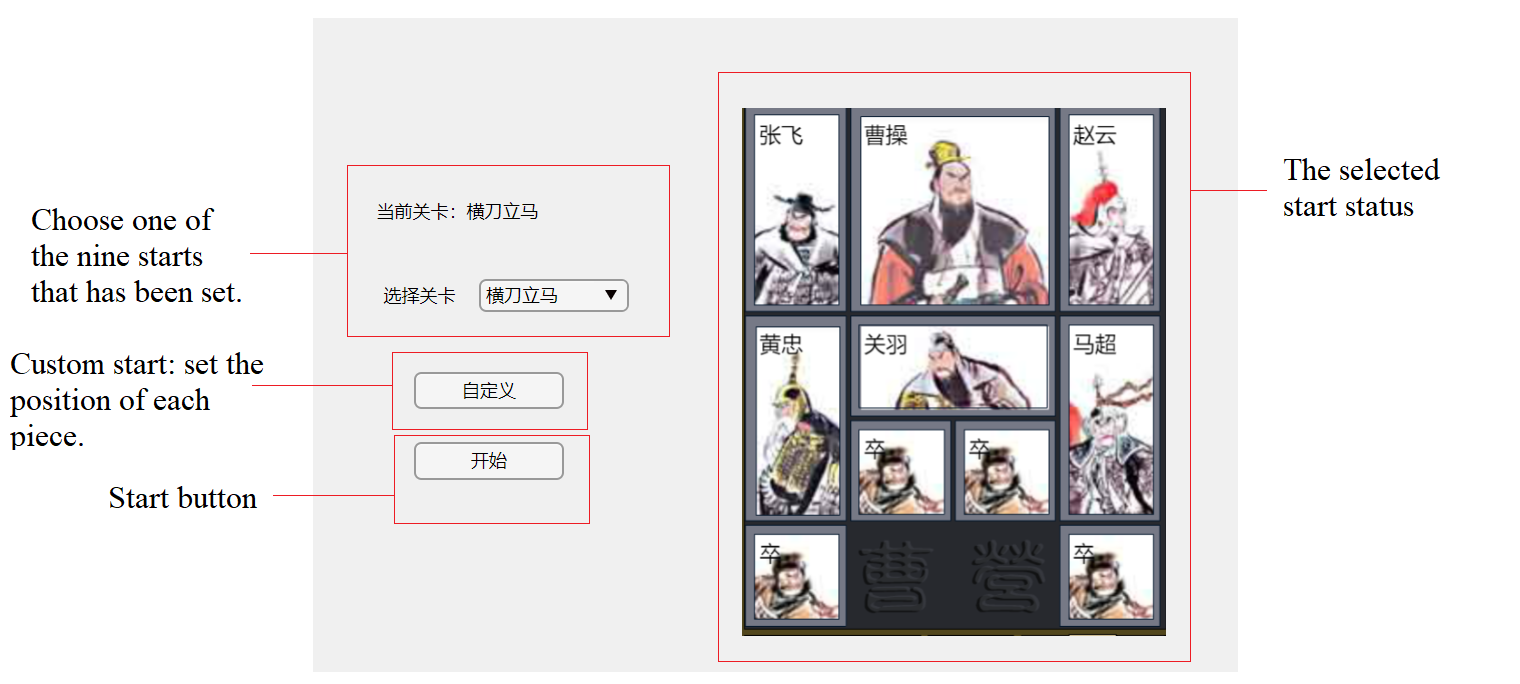 Choose one of
the nine starts
that has been set.
当前关卡：横刀立马
选择关卡 横刀立马
Custom start: set the
position of each
piece.
自定义
Start button
开始
张飞 曹操 赵云
黄忠 关羽 马超
卒 卒
卒 曹 營 卒
The selected
start status